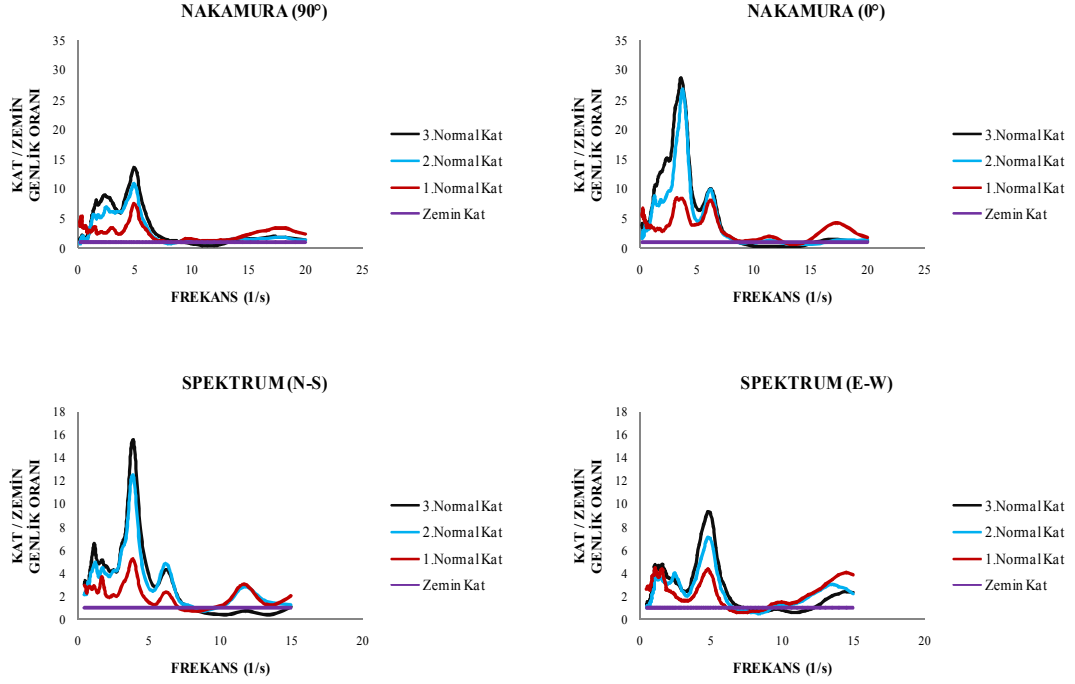 NAKAMURA (90°)
KAT / ZEMİN
GENLİK ORANI
35
30
25
20
15
10
5
0
0 5 10 15 20 25
FREKANS (1/s)
3.Normal Kat
2.Normal Kat
1.Normal Kat
Zemin Kat
NAKAMURA (0°)
KAT / ZEMİN
GENLİK ORANI
35
30
25
20
15
10
5
0
0 5 10 15 20 25
FREKANS (1/s)
3.Normal Kat
2.Normal Kat
1.Normal Kat
Zemin Kat
SPEKTRUM (N-S)
KAT / ZEMİN
GENLİK ORANI
18
16
14
12
10
8
6
4
2
0
0 5 10 15 20
FREKANS (1/s)
3.Normal Kat
2.Normal Kat
1.Normal Kat
Zemin Kat
SPEKTRUM (E-W)
KAT / ZEMİN
GENLİK ORANI
18
16
14
12
10
8
6
4
2
0
0 5 10 15 20
FREKANS (1/s)
3.Normal Kat
2.Normal Kat
1.Normal Kat
Zemin Kat